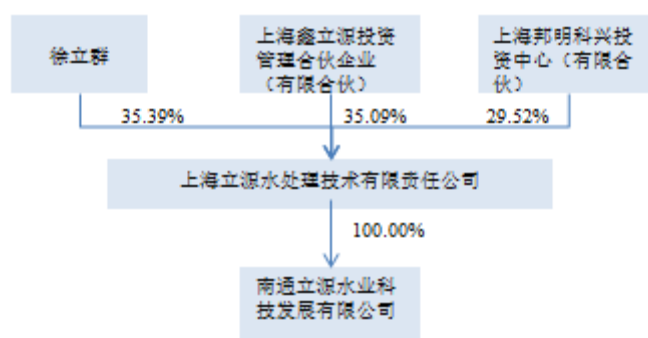 徐立群
上海鑫立源投资
管理合伙企业
（有限合伙）
上海邦明科兴投
资中心（有限合
伙）
35.39%
35.09%
29.52%
上海立源水处理技术有限责任公司
100.00%
南通立源水业科
技发展有限公司